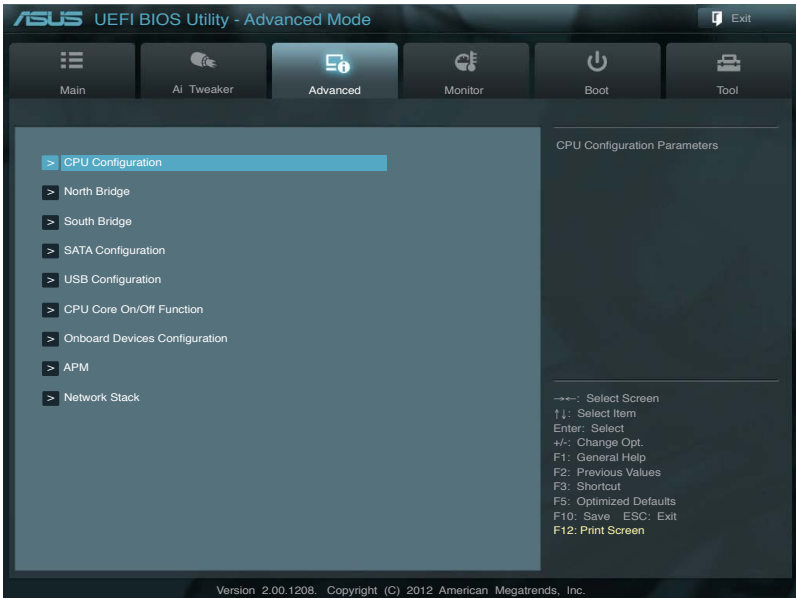 ASUS UEFI BIOS Utility - Advanced Mode
Exit
Main
Ai Tweaker
Advanced
Monitor
Boot
Tool
> CPU Configuration
> North Bridge
> South Bridge
> SATA Configuration
> USB Configuration
> CPU Core On/Off Function
> Onboard Devices Configuration
> APM
> Network Stack
CPU Configuration Parameters
→←: Select Screen
↑↓: Select Item
Enter: Select
+/-: Change Opt.
F1: General Help
F2: Previous Values
F3: Shortcut
F5: Optimized Defaults
F10: Save ESC: Exit
F12: Print Screen
Version 2.00.1208. Copyright (C) 2012 American Megatrends, Inc.